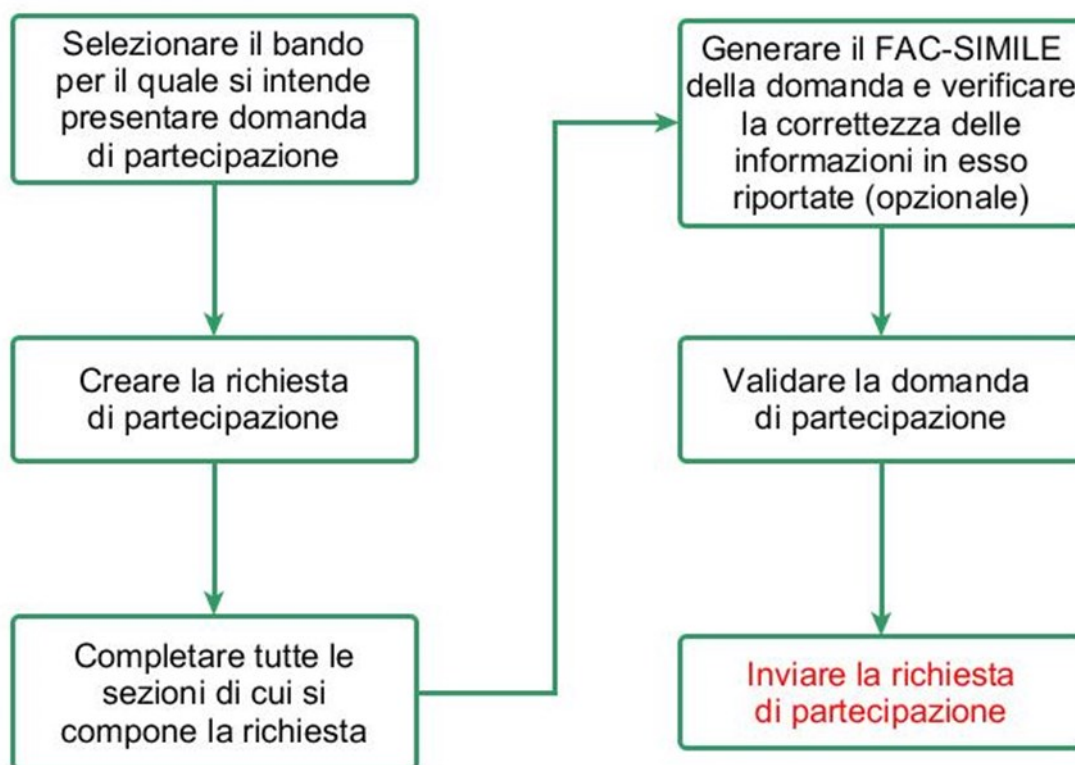 Selezionare il bando
per il quale si intende
presentare domanda
di partecipazione
Creare la richiesta
di partecipazione
Completare tutte le
sezioni di cui si
compone la richiesta
Generare il FAC-SIMILE
della domanda e verificare
la correttezza delle
informazioni in esso
riportate (opzionale)
Validare la domanda
di partecipazione
Inviare la richiesta
di partecipazione